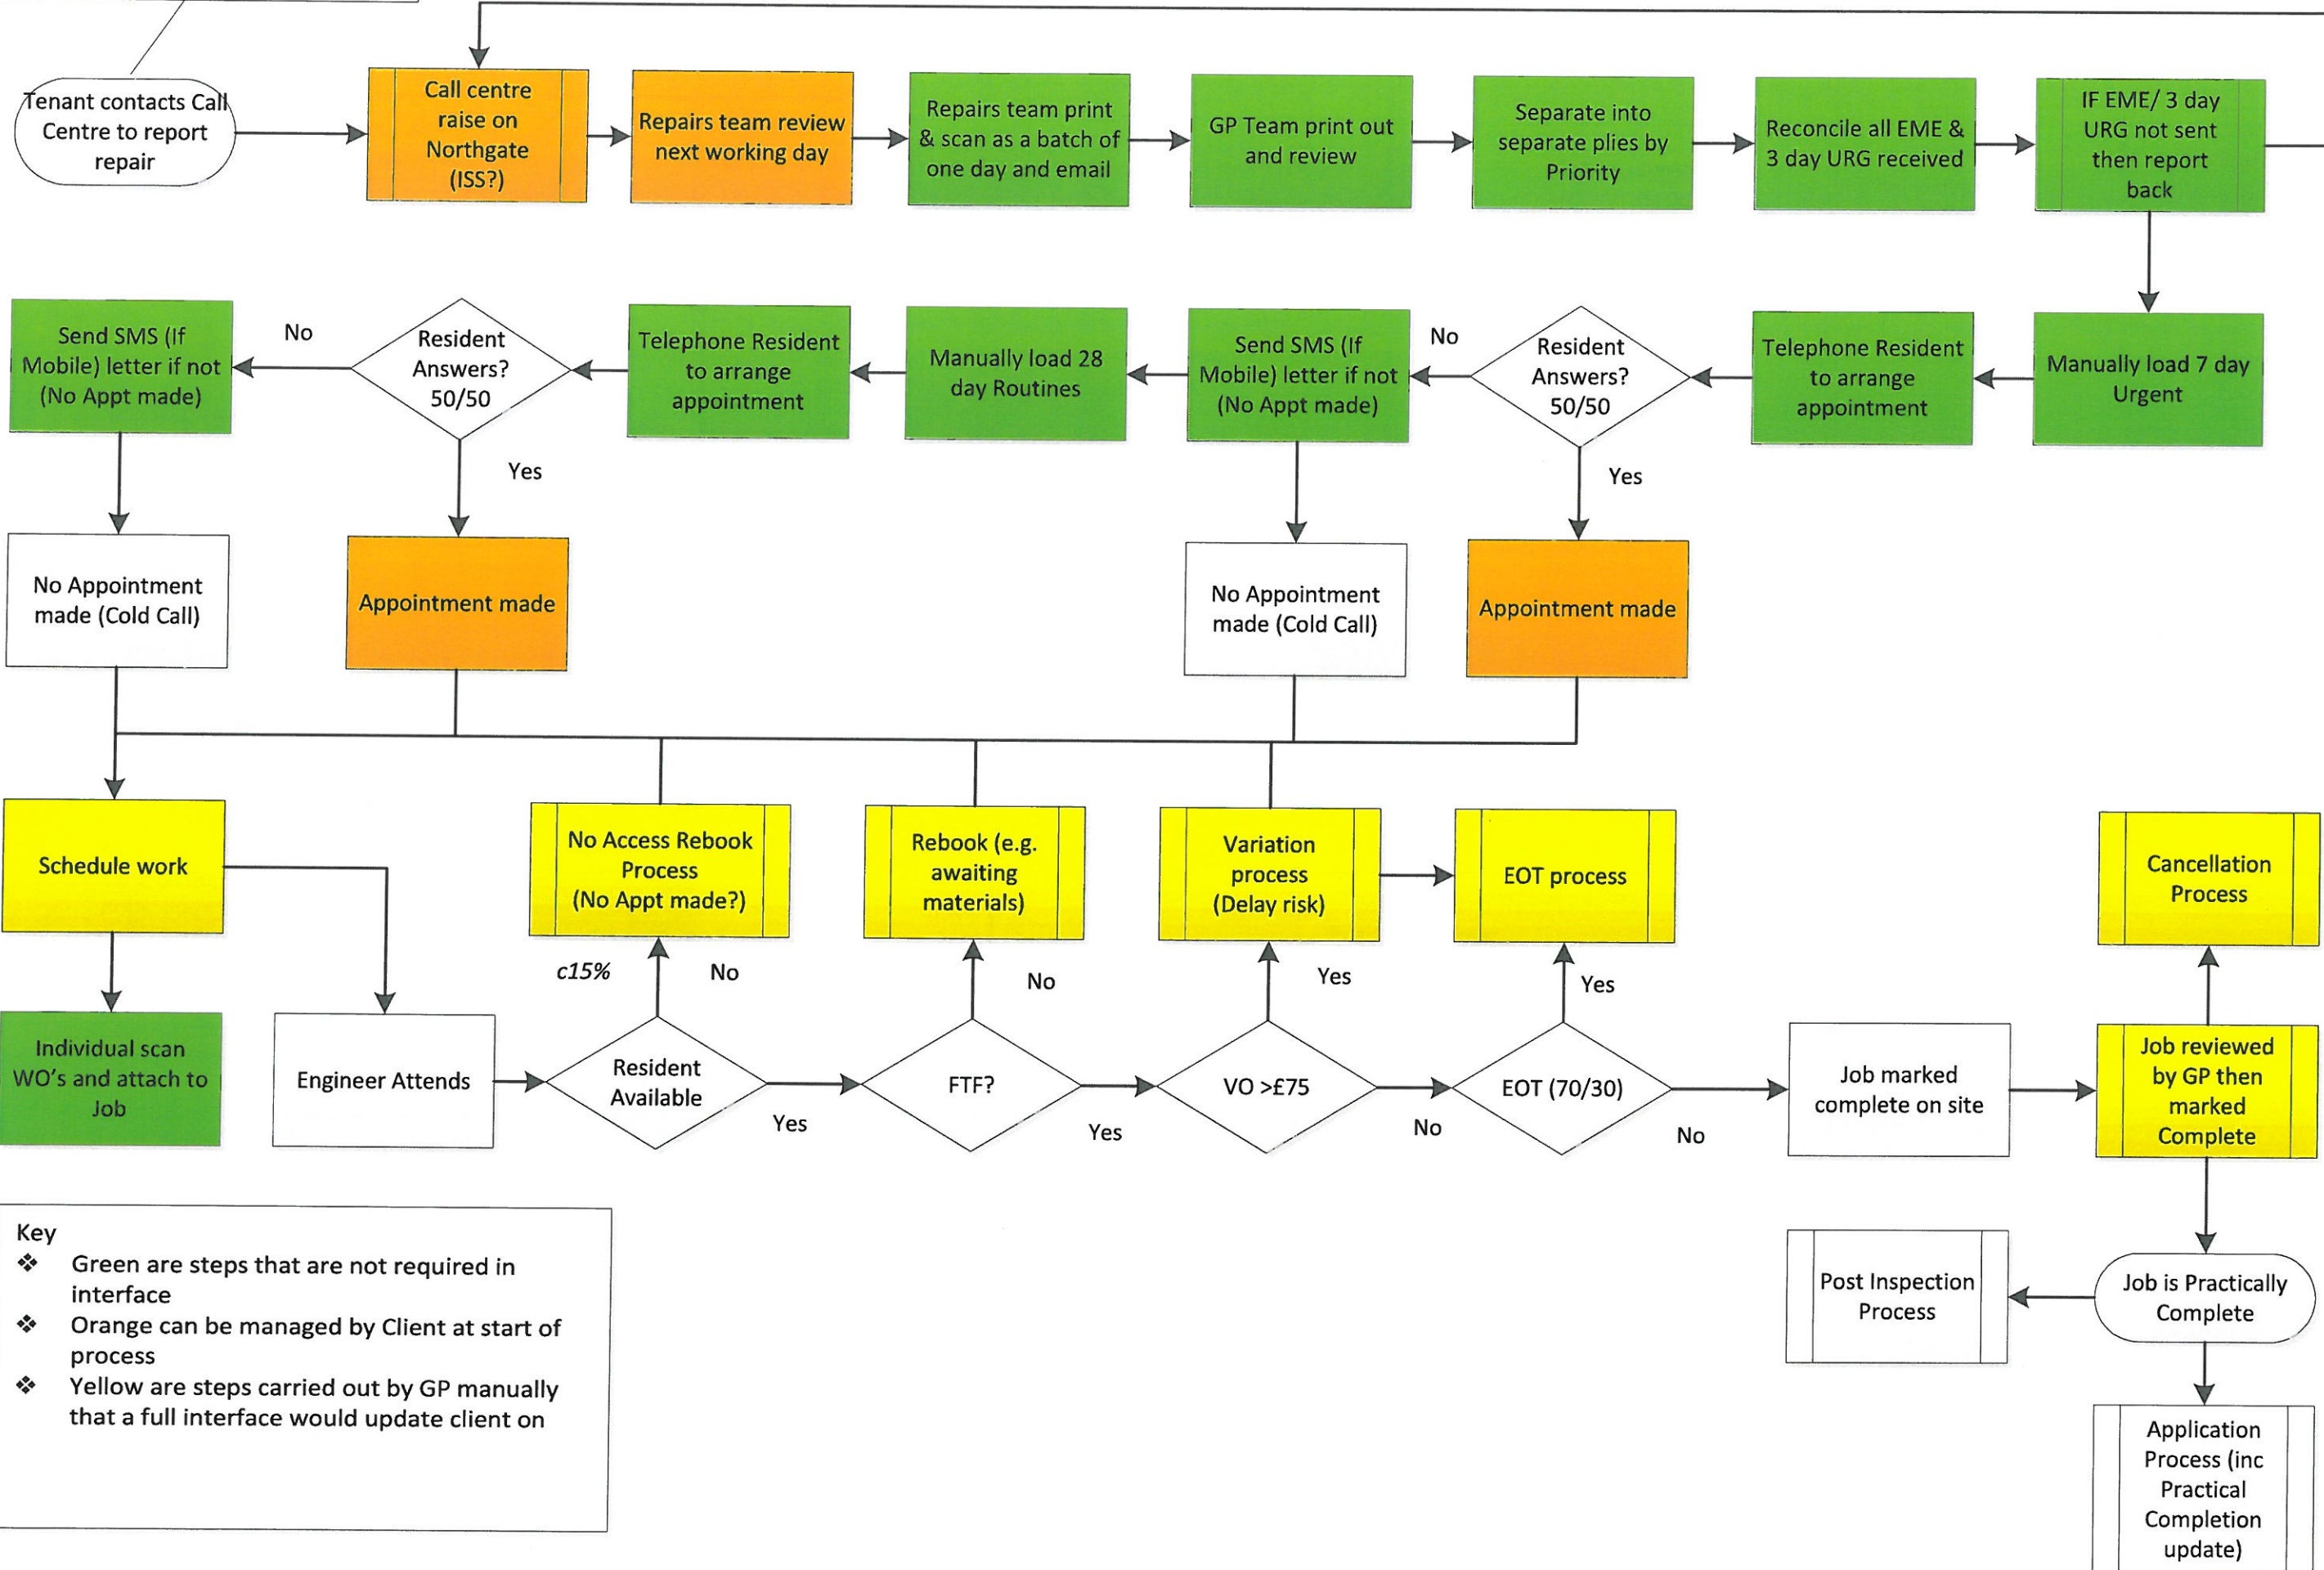 Tenant contacts Call
Centre to report
repair
Call centre
raise on
Northgate
(ISS?)
Repairs team review
next working day
Repairs team print
& scan as a batch of
one day and email
GP Team print out
and review
Separate into
separate plies by
Priority
Reconcile all EME &
3 day URG received
IF EME/ 3 day
URG not sent
then report
back
Send SMS (If
Mobile) letter if not
(No Appt made)
No
Resident
Answers?
50/50
Yes
Telephone Resident
to arrange
appointment
Manually load 28
day Routines
Send SMS (If
Mobile) letter if not
(No Appt made)
No
Resident
Answers?
50/50
Yes
Telephone Resident
to arrange
appointment
Manually load 7 day
Urgent
No Appointment
made (Cold Call)
Appointment made
No Appointment
made (Cold Call)
Appointment made
Schedule work
No Access Rebook
Process
(No Appt made?)
Rebook (e.g.
awaiting
materials)
Variation
process
(Delay risk)
EOT process
Cancellation
Process
c15%
No
No
Yes
Yes
Individual scan
WO's and attach to
Job
Engineer Attends
Resident
Available
Yes
FTF?
Yes
VO >£75
No
EOT (70/30)
No
Job marked
complete on site
Job reviewed
by GP then
marked
Complete
Key
❖ Green are steps that are not required in
interface
❖ Orange can be managed by Client at start of
process
❖ Yellow are steps carried out by GP manually
that a full interface would update client on
Post Inspection
Process
Job is Practically
Complete
Application
Process (inc
Practical
Completion
update)